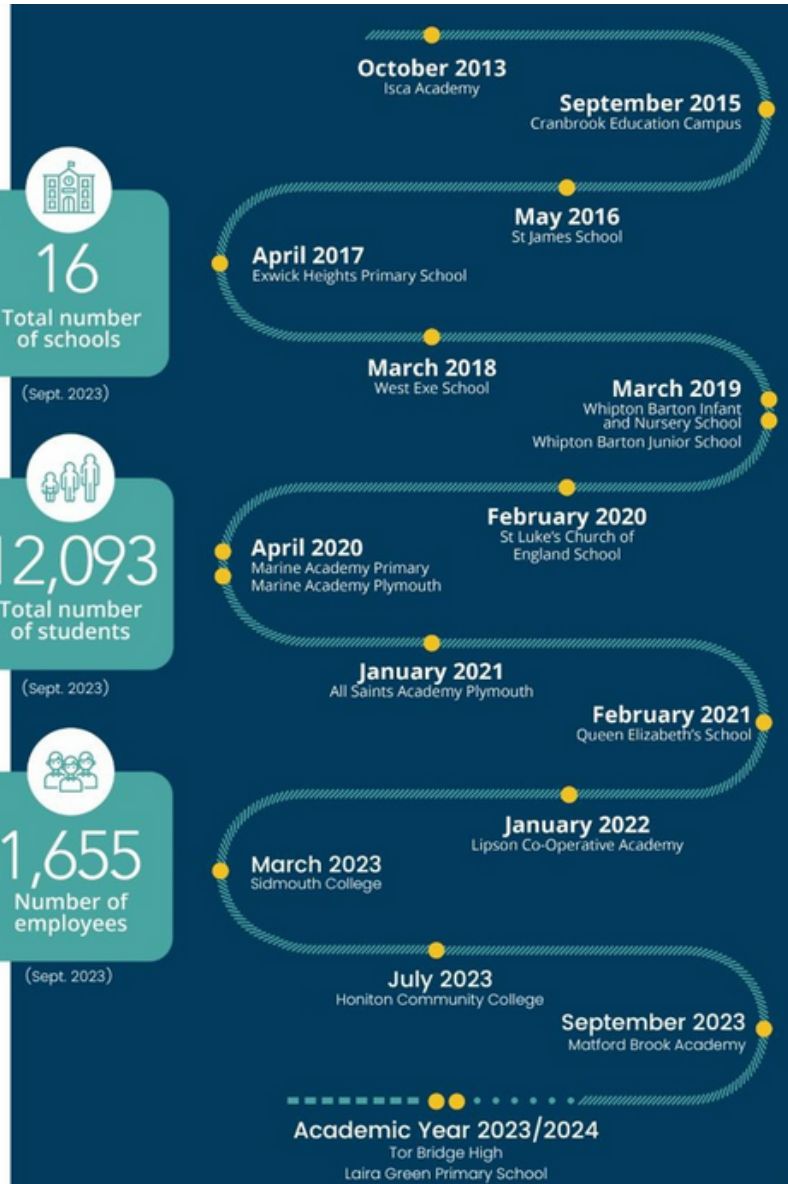 October 2013
Isca Academy
September 2015
Cranbrook Education Campus
May 2016
St James School
April 2017
Exwick Heights Primary School
March 2018
West Exe School
March 2019
Whipton Barton Infant
and Nursery School
Whipton Barton Junior School
February 2020
St Luke's Church of
England School
April 2020
Marine Academy Primary
Marine Academy Plymouth
January 2021
All Saints Academy Plymouth
February 2021
Queen Elizabeth's School
January 2022
Lipson Co-Operative Academy
March 2023
Sidmouth College
July 2023
Honiton Community College
September 2023
Matford Brook Academy
Academic Year 2023/2024
Tor Bridge High
Laira Green Primary School
16
Total number
of schools
(Sept. 2023)
12,093
Total number
of students
(Sept. 2023)
1,655
Number of
employees
(Sept. 2023)